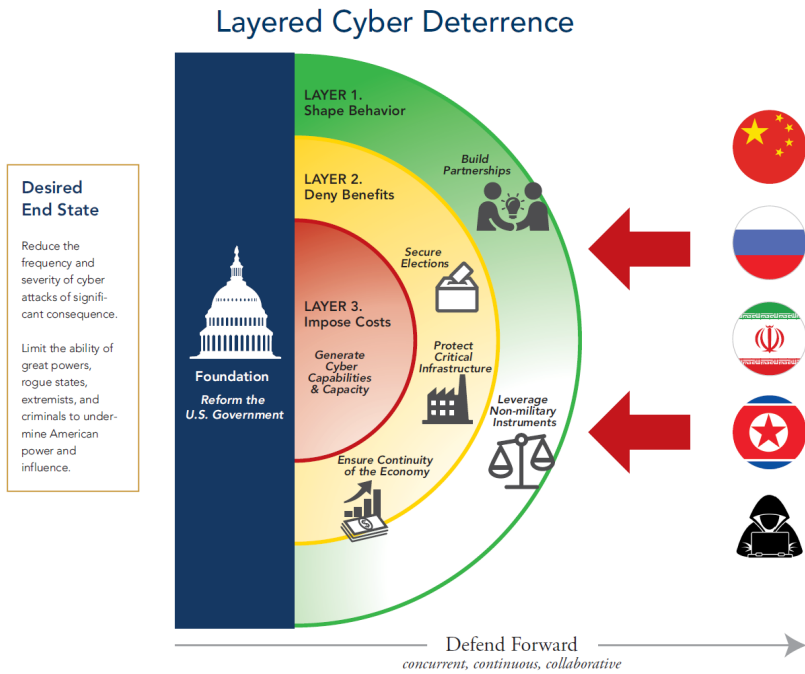 Layered Cyber Deterrence
Desired
End State
Reduce the
frequency and
severity of cyber
attacks of signifi-
cant consequence.
Limit the ability of
great powers,
rogue states,
extremists, and
criminals to under-
mine American
power and
influence.
Foundation
Reform the
U.S. Government
LAYER 1.
Shape Behavior
Build
Partnerships
Leverage
Non-military
Instruments
LAYER 2.
Deny Benefits
Secure
Elections
Protect
Critical
Infrastructure
Ensure Continuity
of the Economy
LAYER 3.
Impose Costs
Generate
Cyber
Capabilities
& Capacity
Defend Forward
concurrent, continuous, collaborative